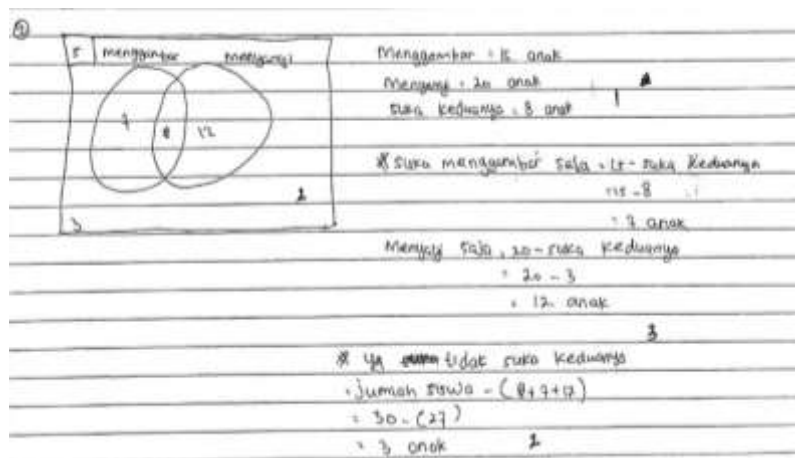 ②
S menggambar menyanyi
7 8 12
2
3
Menggambar = 15 anak
Menyanyi = 20 anak
suka keduanya = 8 anak
1
* Suka menggambar saja = 15 - suka keduanya
= 15 - 8
= 7 anak
Menyanyi saja = 20 - suka keduanya
= 20 - 8
= 12 anak
3
* yg tidak suka keduanya
= jumlah siswa - (8+7+12)
= 30 - (27)
= 3 anak 2